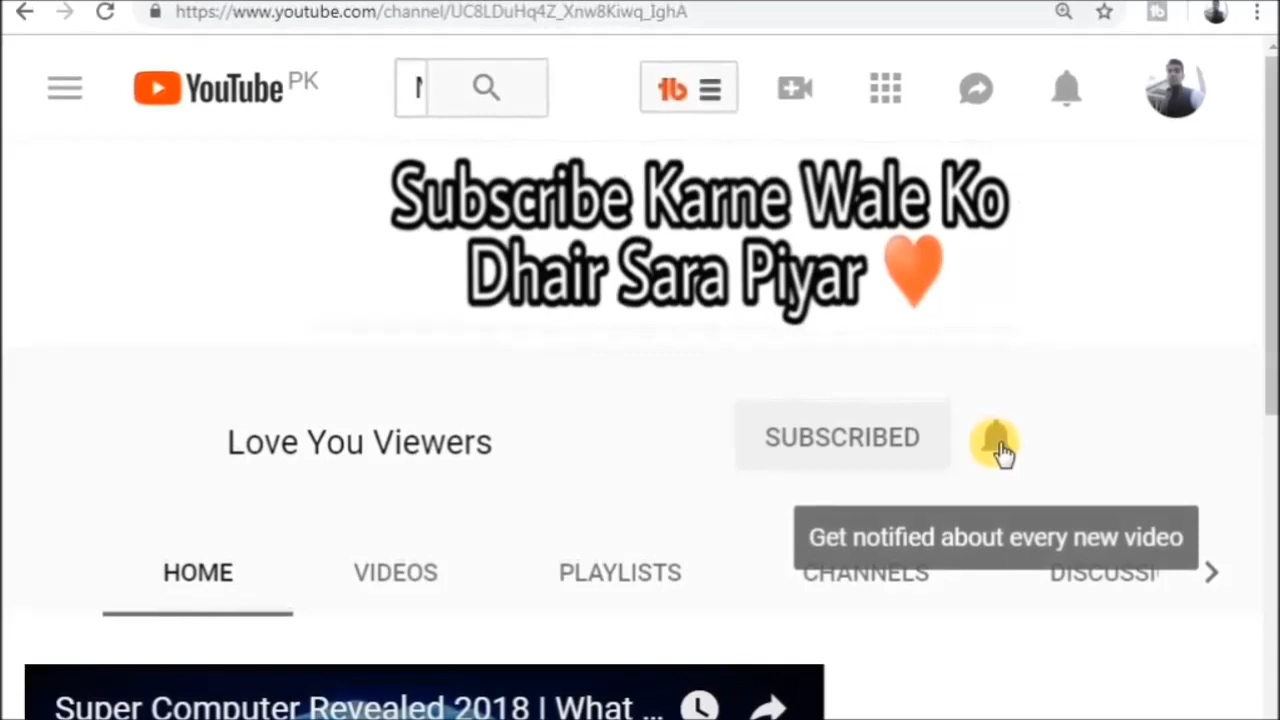 https://www.youtube.com/channel/UC8LDuHq4Z_Xnw8Kiwq_IghA
YouTube PK
Subscribe Karne Wale Ko
Dhair Sara Piyar
Love You Viewers
SUBSCRIBED
Get notified about every new video
HOME VIDEOS PLAYLISTS CHANNELS DISCUSSI
Super Computer Revealed 2018 | What ...